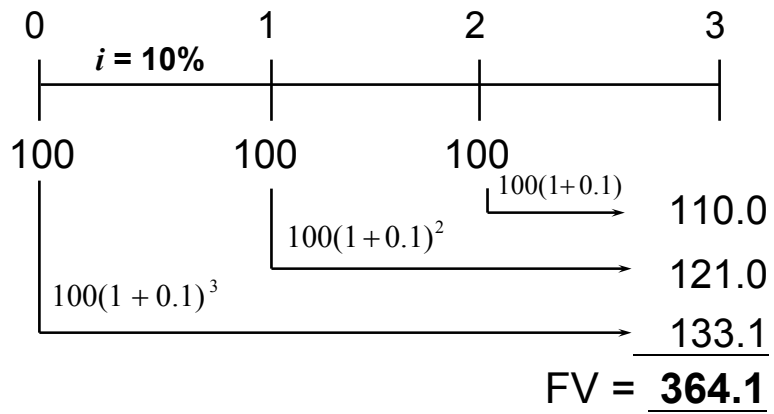 0 1 2 3
i = 10%
100 100 100
100(1+0.1) 110.0
100(1+0.1)² 121.0
100(1 + 0.1)³ 133.1
FV = 364.1